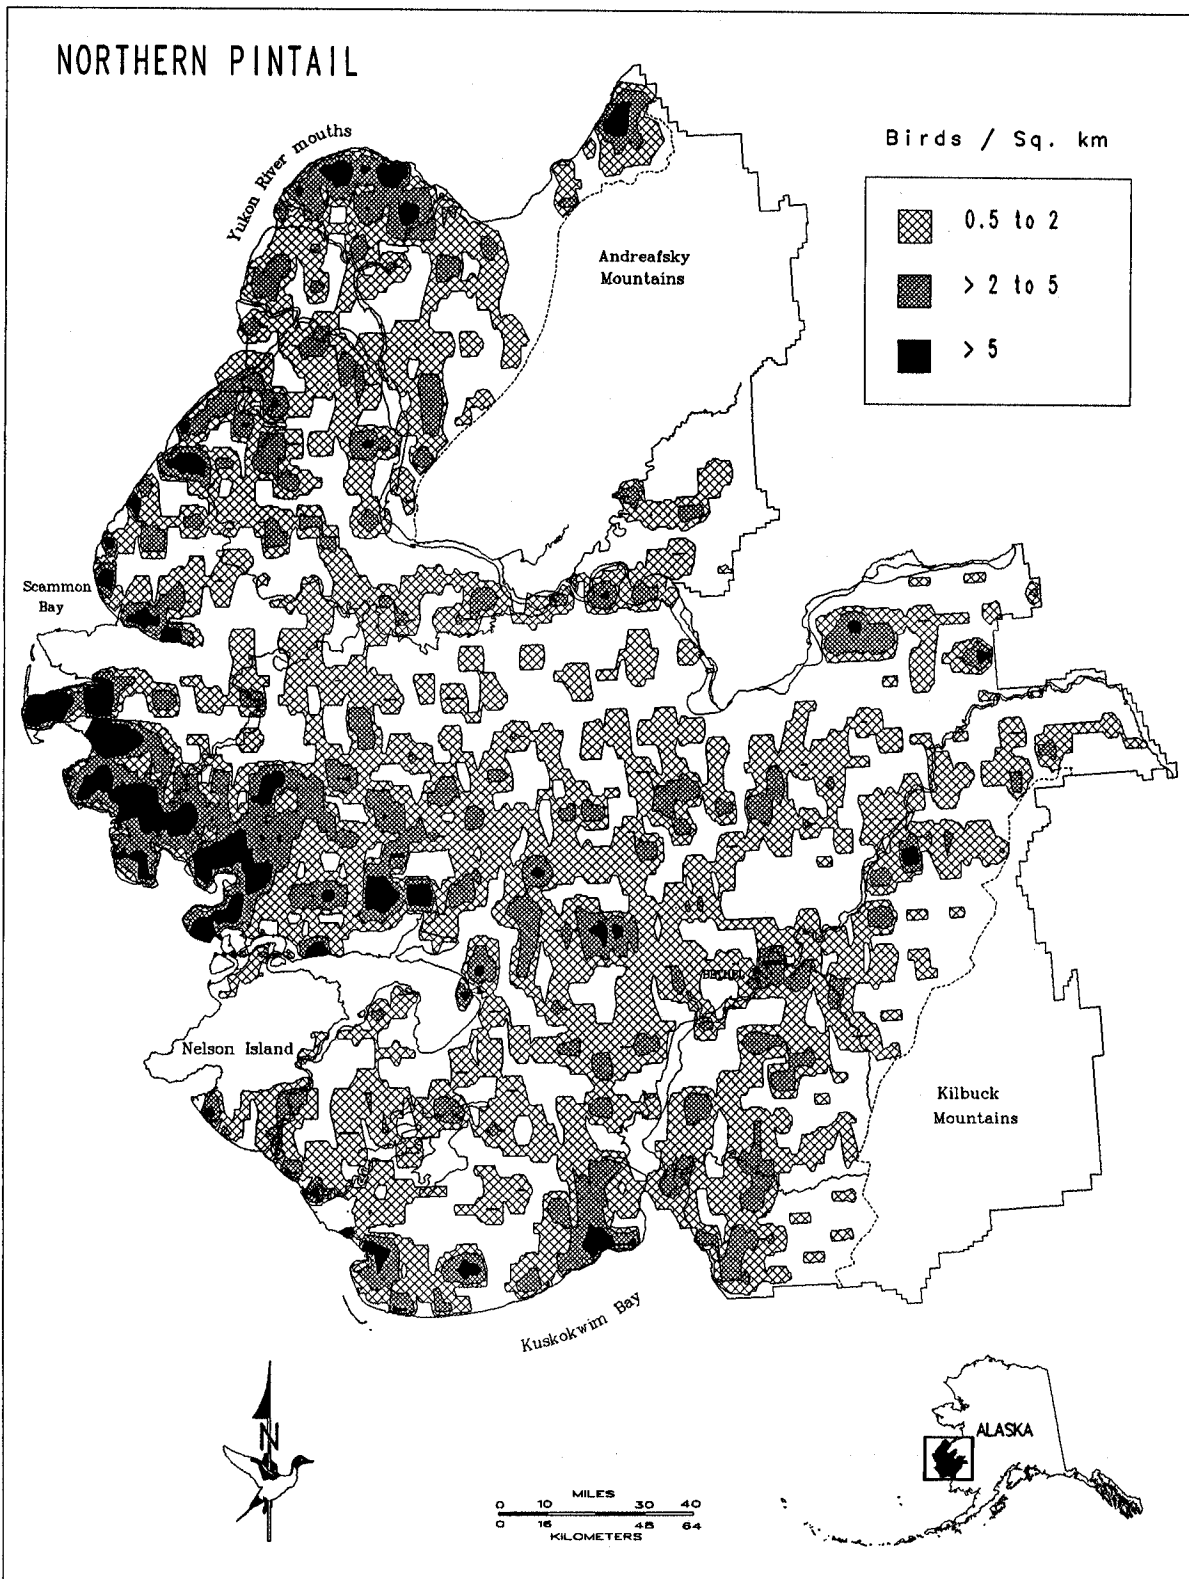 NORTHERN PINTAIL
Yukon River mouths
Birds / Sq. km
0.5 to 2
> 2 to 5
> 5
Andreafsky
Mountains
Scammon
Bay
BETHEL
Nelson Island
Kilbuck
Mountains
Kuskokwim Bay
N
ALASKA
MILES
0 10 30 40
0 16 48 64
KILOMETERS